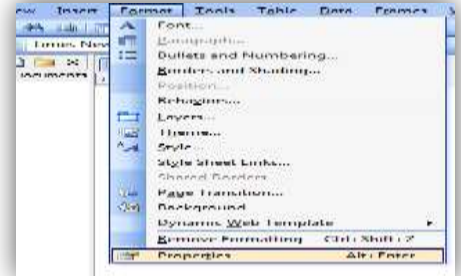 Insert Format Tools Table Data Frames
Times New
Documents
Font...
Paragraph...
Bullets and Numbering...
Borders and Shading...
Position...
Behaviors...
Layers...
Theme...
Style...
Style Sheet Links...
Shared Borders...
Page Transition...
Background...
Dynamic Web Template
Remove Formatting Ctrl+Shift+Z
Properties Alt+Enter